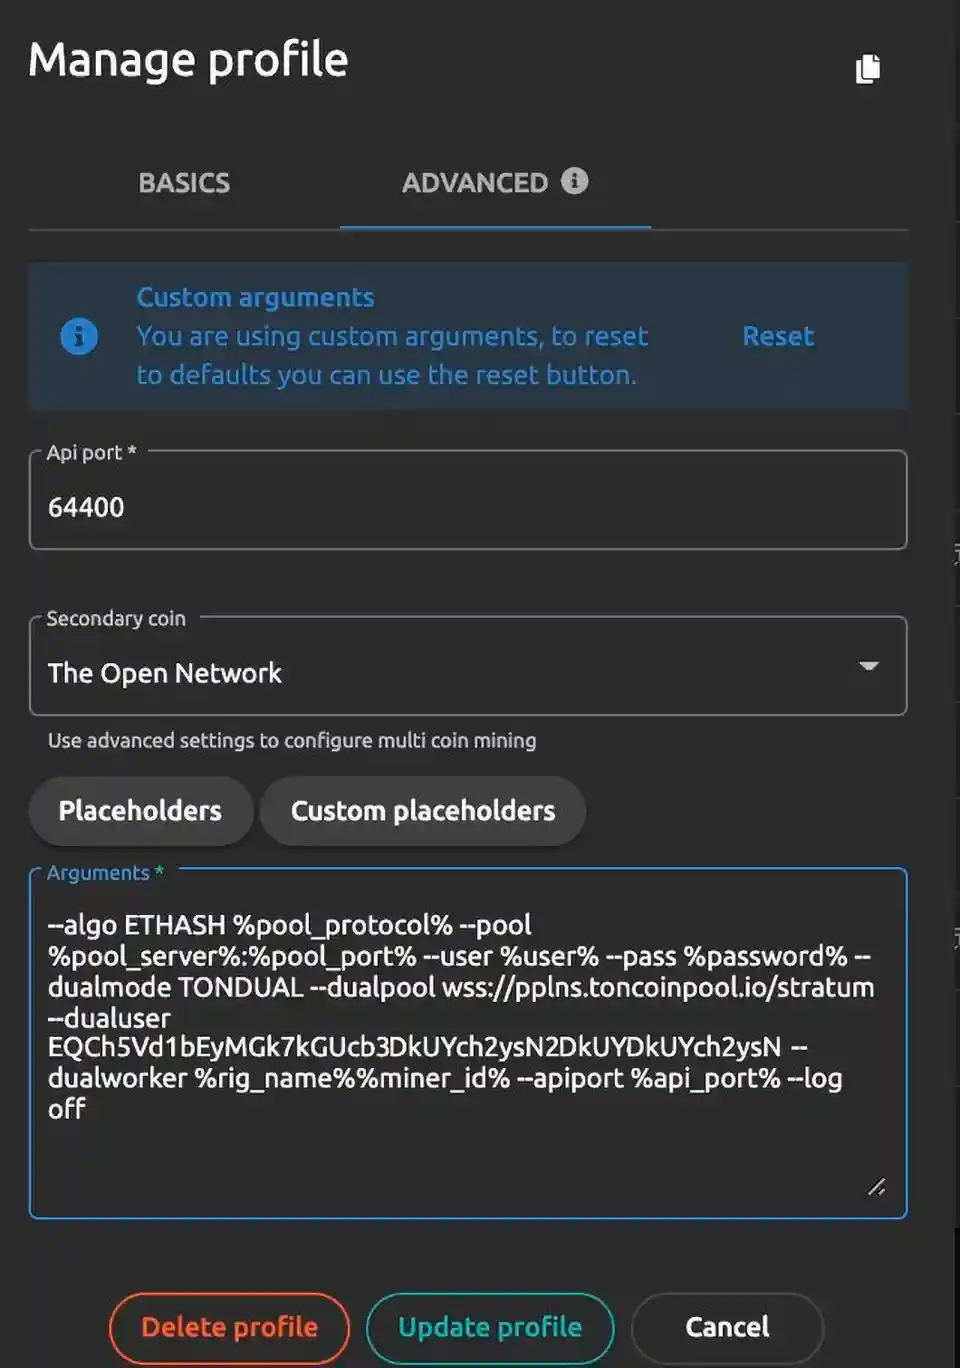 Manage profile
BASICS
ADVANCED
Custom arguments
You are using custom arguments, to reset
to defaults you can use the reset button.
Reset
Api port *
64400
Secondary coin
The Open Network
Use advanced settings to configure multi coin mining
Placeholders
Custom placeholders
Arguments *
--algo ETHASH %pool_protocol% --pool
%pool_server%:%pool_port% --user %user% --pass %password% --
dualmode TONDUAL --dualpool wss://pplns.toncoinpool.io/stratum
--dualuser
EQCh5Vd1bEyMGk7kGUcb3DkUYch2ysN2DkUYDkUYch2ysN --
dualworker %rig_name%%miner_id% --apiport %api_port% --log
off
Delete profile
Update profile
Cancel